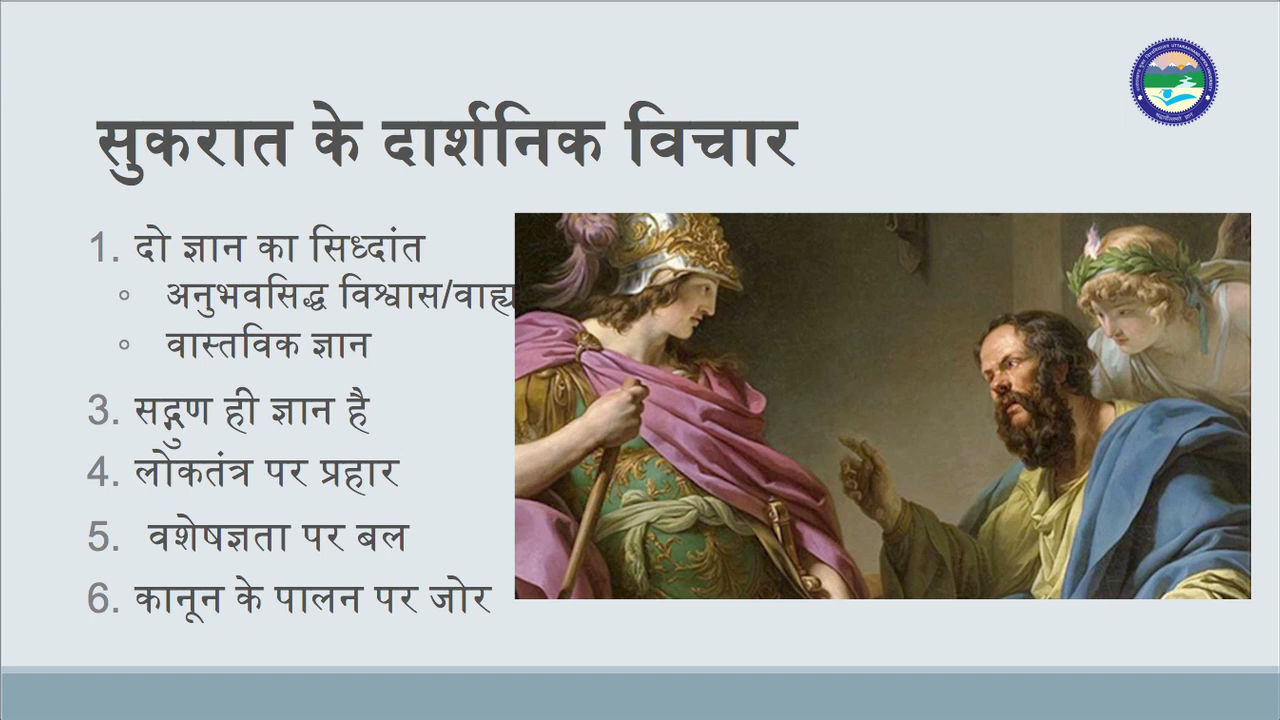 सुकरात के दार्शनिक विचार
1. दो ज्ञान का सिध्दांत
◦ अनुभवसिद्ध विश्वास/वाह्य
◦ वास्तविक ज्ञान
3. सद्गुण ही ज्ञान है
4. लोकतंत्र पर प्रहार
5. वशेषज्ञता पर बल
6. कानून के पालन पर जोर